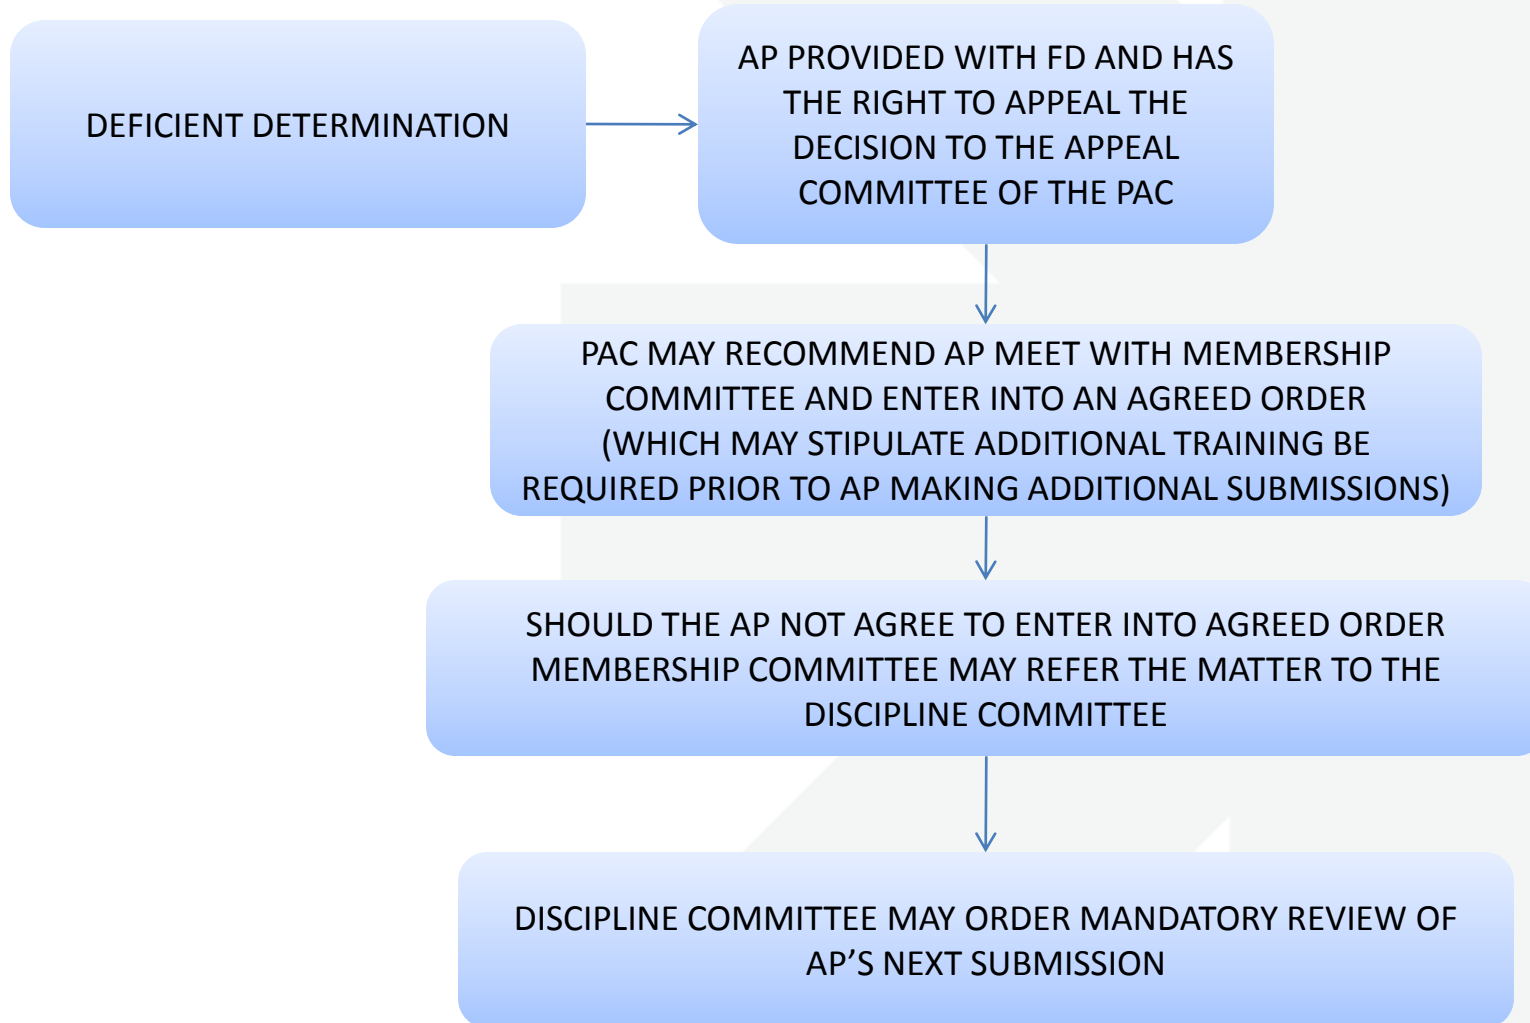 DEFICIENT DETERMINATION
AP PROVIDED WITH FD AND HAS
THE RIGHT TO APPEAL THE
DECISION TO THE APPEAL
COMMITTEE OF THE PAC
PAC MAY RECOMMEND AP MEET WITH MEMBERSHIP
COMMITTEE AND ENTER INTO AN AGREED ORDER
(WHICH MAY STIPULATE ADDITIONAL TRAINING BE
REQUIRED PRIOR TO AP MAKING ADDITIONAL SUBMISSIONS)
SHOULD THE AP NOT AGREE TO ENTER INTO AGREED ORDER
MEMBERSHIP COMMITTEE MAY REFER THE MATTER TO THE
DISCIPLINE COMMITTEE
DISCIPLINE COMMITTEE MAY ORDER MANDATORY REVIEW OF
AP’S NEXT SUBMISSION